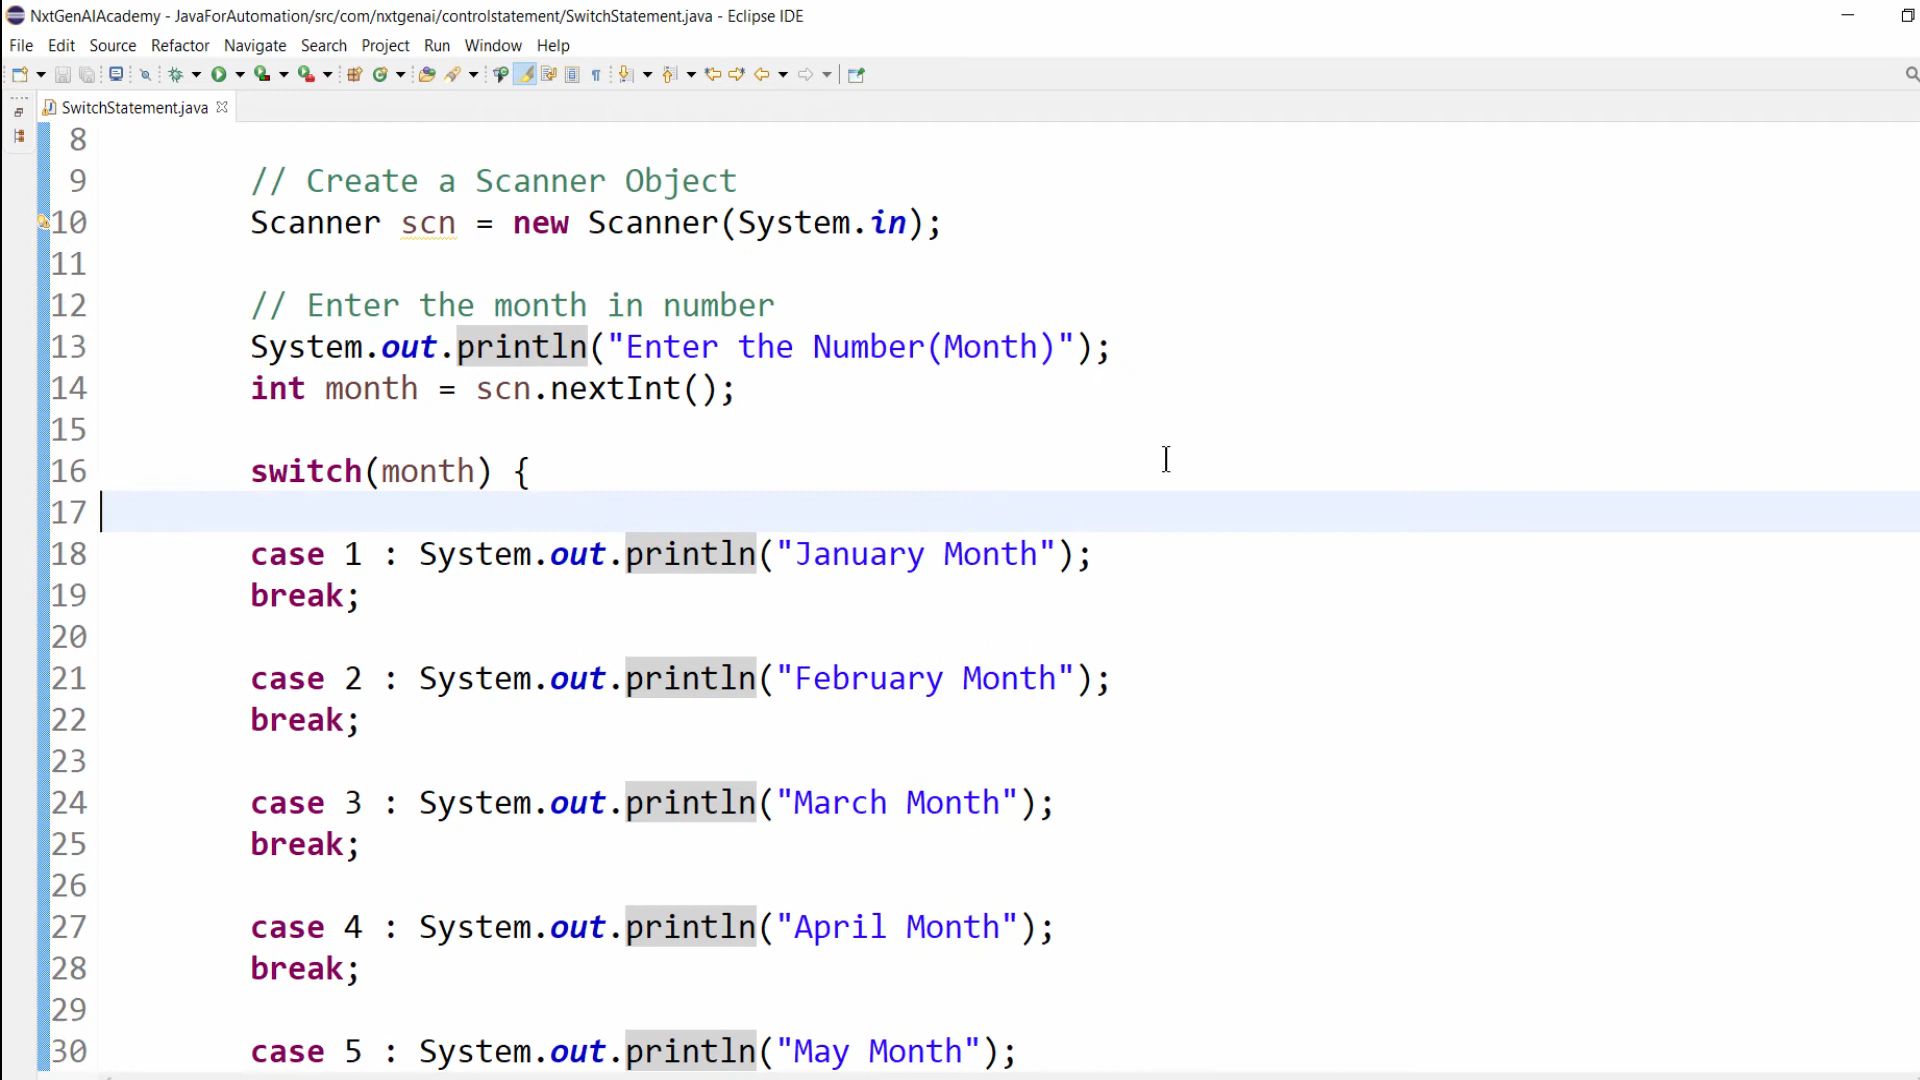 NxtGenAIAcademy - JavaForAutomation/src/com/nxtgenai/controlstatement/SwitchStatement.java - Eclipse IDE
File Edit Source Refactor Navigate Search Project Run Window Help
SwitchStatement.java
8
9 // Create a Scanner Object
10 Scanner scn = new Scanner(System.in);
11
12 // Enter the month in number
13 System.out.println("Enter the Number(Month)");
14 int month = scn.nextInt();
15
16 switch(month) {
17
18 case 1 : System.out.println("January Month");
19 break;
20
21 case 2 : System.out.println("February Month");
22 break;
23
24 case 3 : System.out.println("March Month");
25 break;
26
27 case 4 : System.out.println("April Month");
28 break;
29
30 case 5 : System.out.println("May Month");